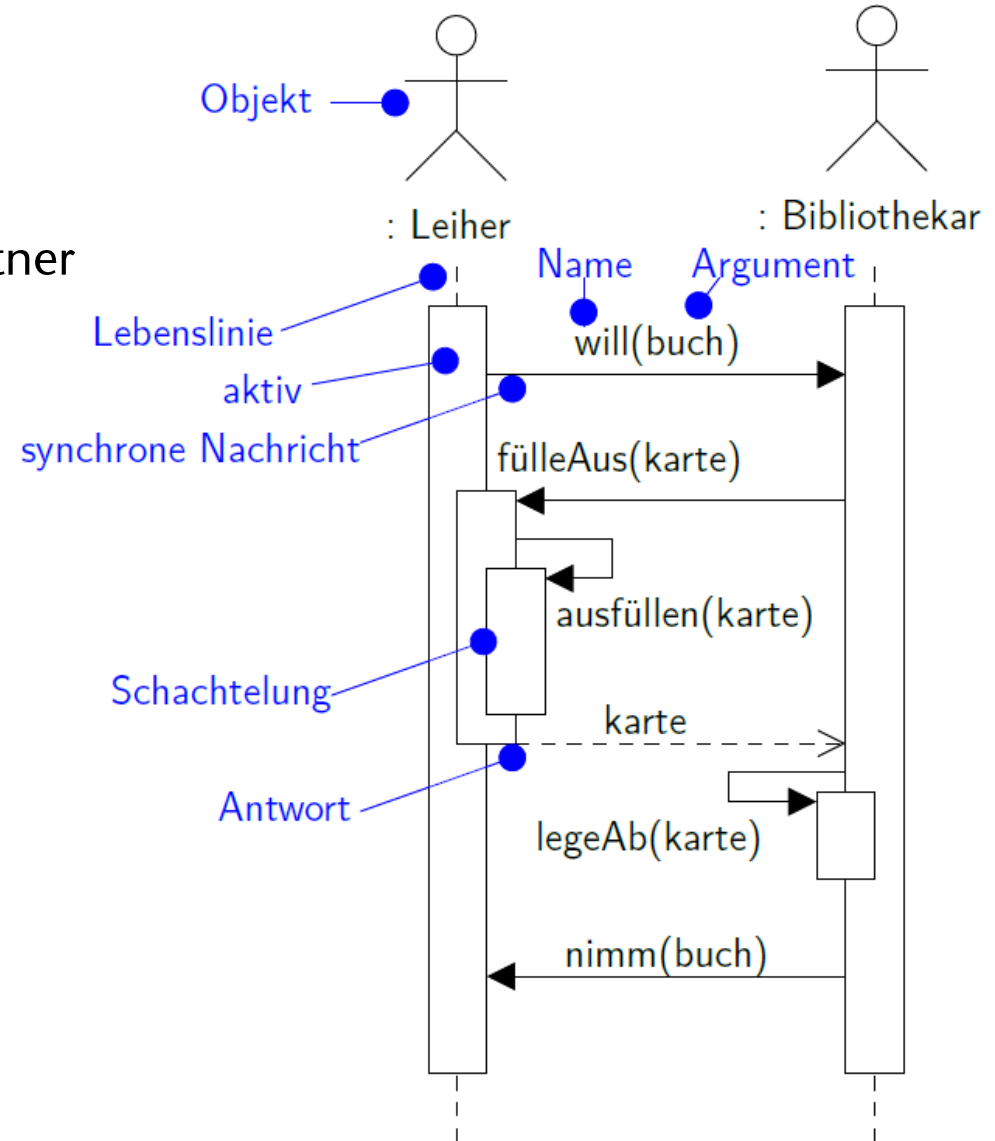 Objekt
: Leiher
: Bibliothekar
tner
Name
Argument
Lebenslinie
will(buch)
aktiv
synchrone Nachricht
fülleAus(karte)
ausfüllen(karte)
Schachtelung
karte
Antwort
legeAb(karte)
nimm(buch)